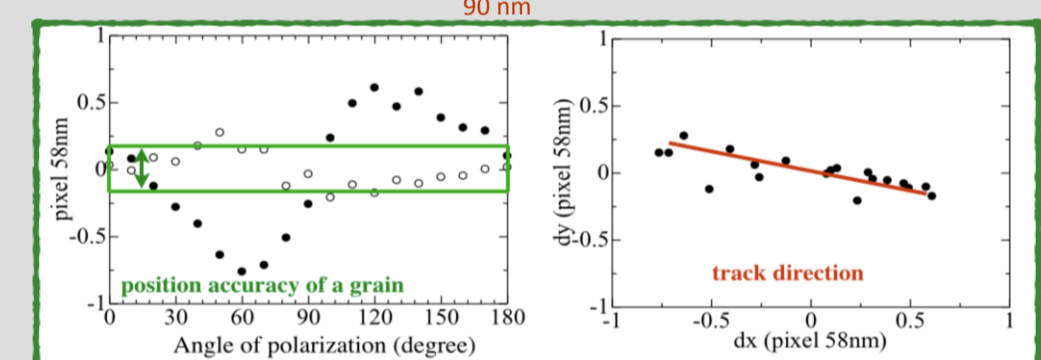 90 nm
1
0.5
0
-0.5
-1
pixel 58nm
position accuracy of a grain
0 30 60 90 120 150 180
Angle of polarization (degree)
1
0.5
0
-0.5
-1
dy (pixel 58nm)
track direction
-1 -0.5 0 0.5 1
dx (pixel 58nm)